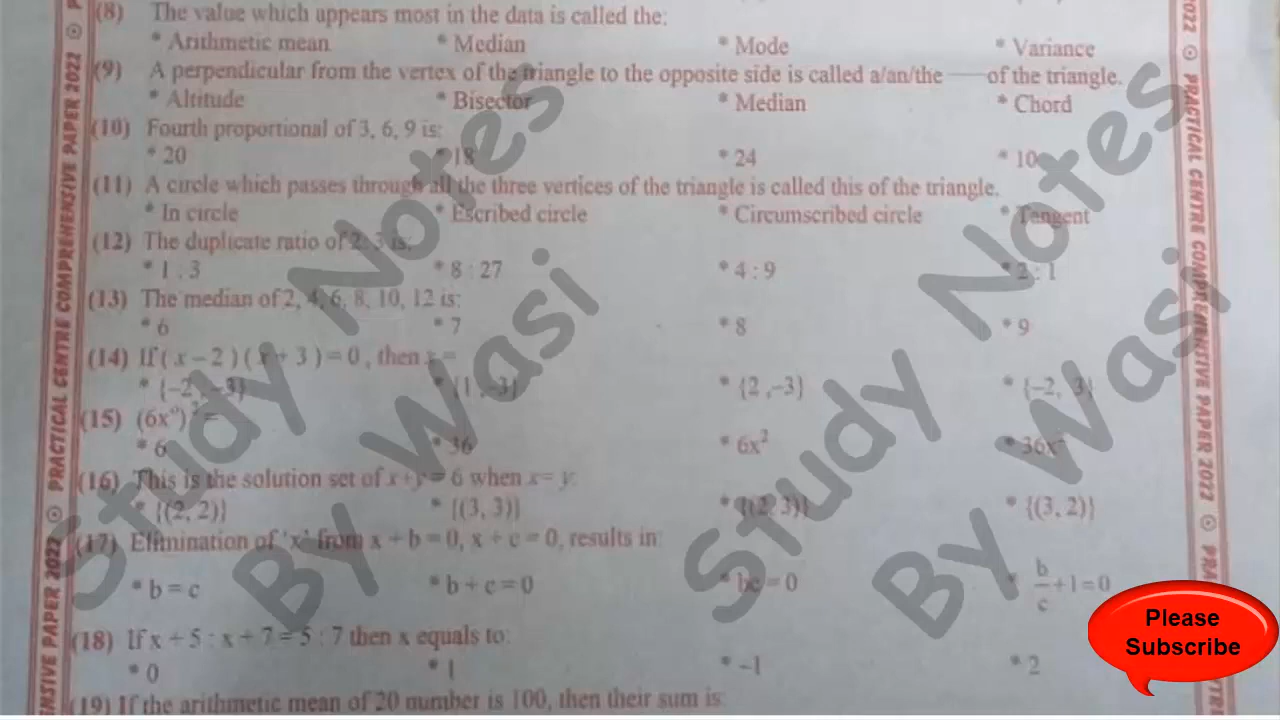 (8) The value which appears most in the data is called the:
* Arithmetic mean * Median * Mode * Variance
(9) A perpendicular from the vertex of the triangle to the opposite side is called a/an/the —— of the triangle.
* Altitude * Bisector * Median * Chord
(10) Fourth proportional of 3, 6, 9 is:
* 20 * 18 * 24 * 10
(11) A circle which passes through all the three vertices of the triangle is called this of the triangle.
* In circle * Escribed circle * Circumscribed circle * Tangent
(12) The duplicate ratio of 2: 3 is:
* 1 : 3 * 8 : 27 * 4 : 9 * 2 : 1
(13) The median of 2, 4, 6, 8, 10, 12 is:
* 6 * 7 * 8 * 9
(14) If ( x – 2 ) ( x + 3 ) = 0 , then x =
* {–2 , –3} * {1 , –3} * {2 , –3} * {–2, 3}
(15) (6x⁰)² =
* 6 * 36 * 6x² * 36x²
(16) This is the solution set of x + y = 6 when x = y:
* {(2, 2)} * {(3, 3)} * {(2, 3)} * {(3, 2)}
(17) Elimination of 'x' from x + b = 0, x + c = 0, results in:
* b = c * b + c = 0 * bc = 0 * b/c + 1 = 0
(18) If x + 5 : x + 7 = 5 : 7 then x equals to:
* 0 * 1 * –1 * 2
(19) If the arithmetic mean of 20 number is 100, then their sum is:
PRACTICAL CENTRE COMPREHENSIVE PAPER 2022
PRACTICAL CENTRE COMPREHENSIVE PAPER 2022
Study Notes
By Wasi
Study Notes
By Wasi
Please
Subscribe